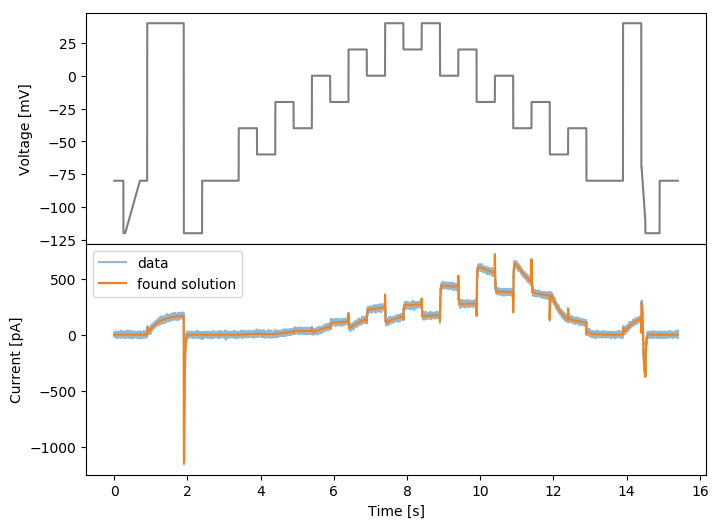 Voltage [mV]
25
0
−25
−50
−75
−100
−125
data
found solution
Current [pA]
500
0
−500
−1000
0 2 4 6 8 10 12 14 16
Time [s]